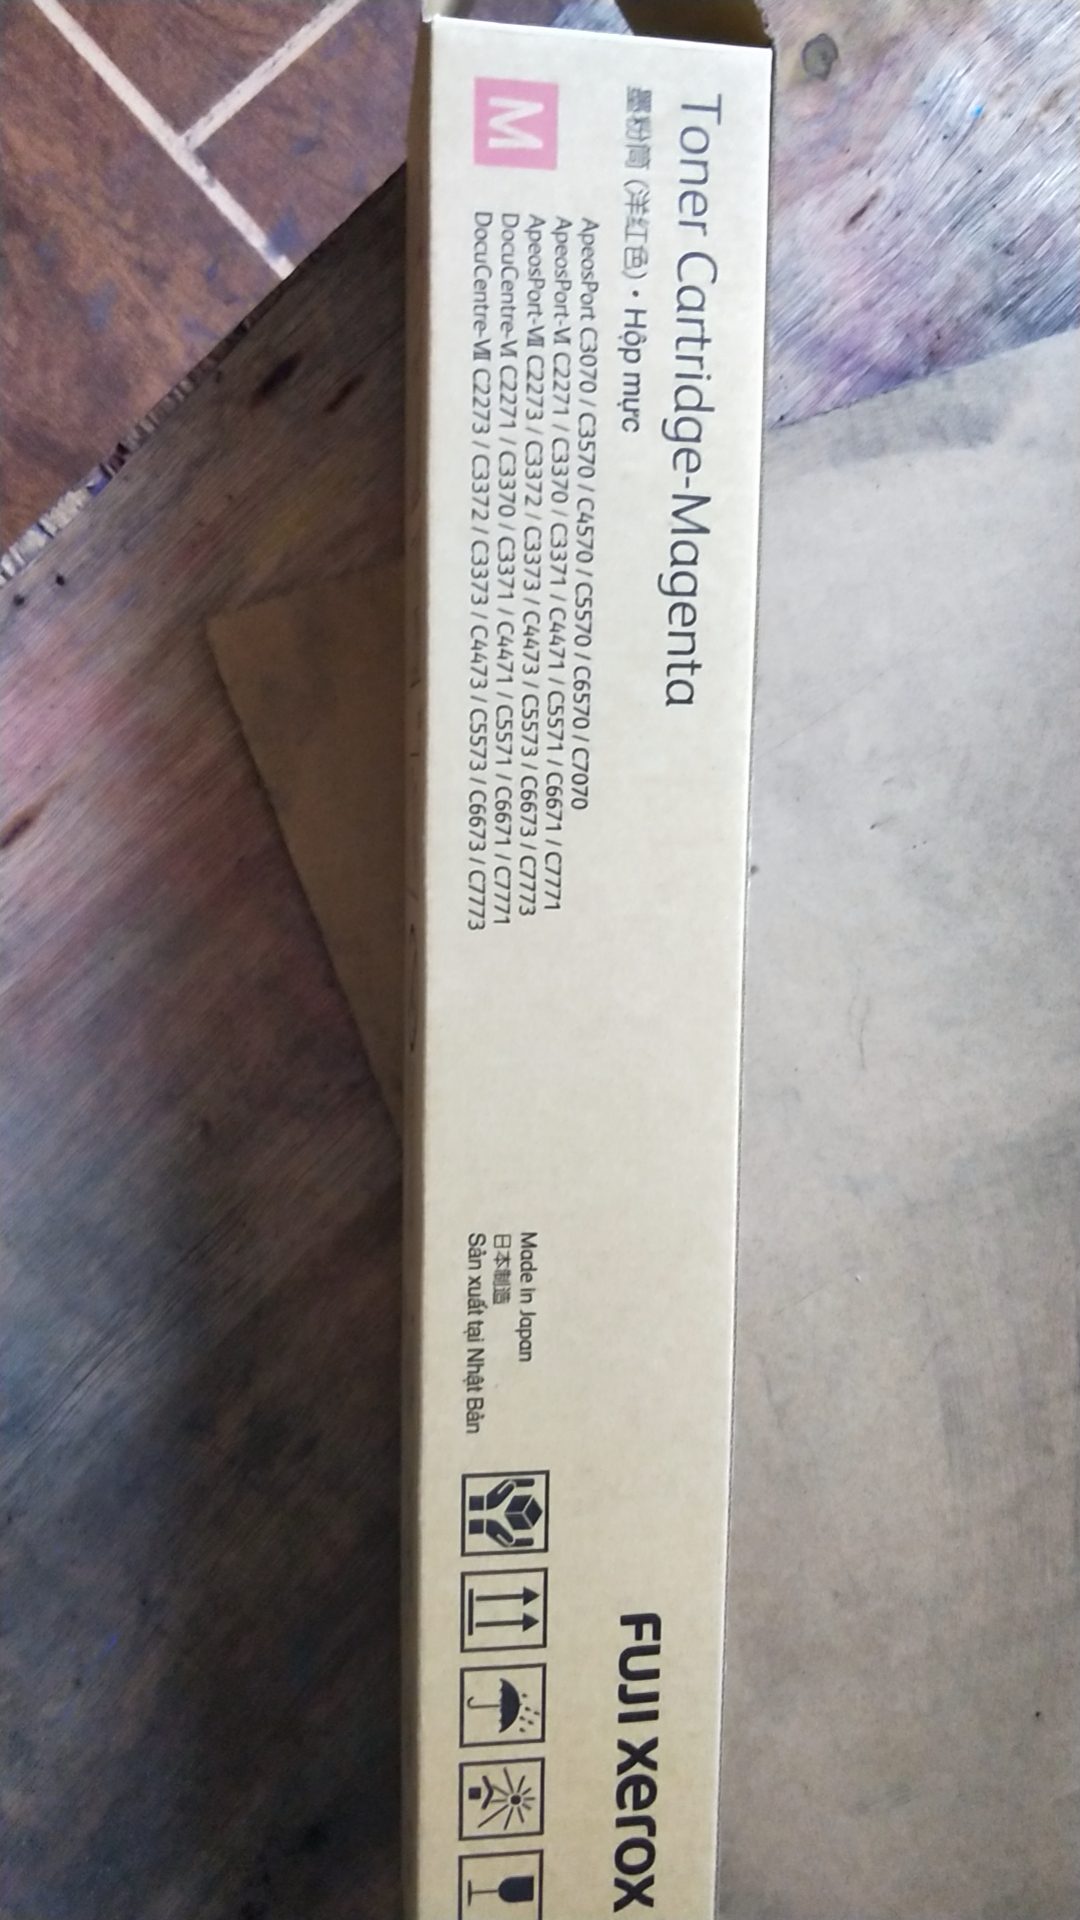 Toner Cartridge-Magenta
墨粉筒 (洋红色) • Hộp mực
M
ApeosPort C3070 / C3570 / C4570 / C5570 / C6570 / C7070
ApeosPort-Ⅵ C2271 / C3370 / C3371 / C4471 / C5571 / C6671 / C7771
ApeosPort-Ⅶ C2273 / C3372 / C3373 / C4473 / C5573 / C6673 / C7773
DocuCentre-Ⅵ C2271 / C3370 / C3371 / C4471 / C5571 / C6671 / C7771
DocuCentre-Ⅶ C2273 / C3372 / C3373 / C4473 / C5573 / C6673 / C7773
Made in Japan
日本制造
Sản xuất tại Nhật Bản
FUJI xerox